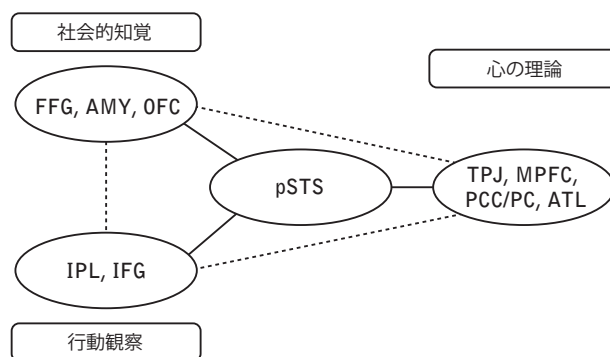 社会的知覚
心の理論
FFG, AMY, OFC
pSTS
TPJ, MPFC,
PCC/PC, ATL
IPL, IFG
行動観察